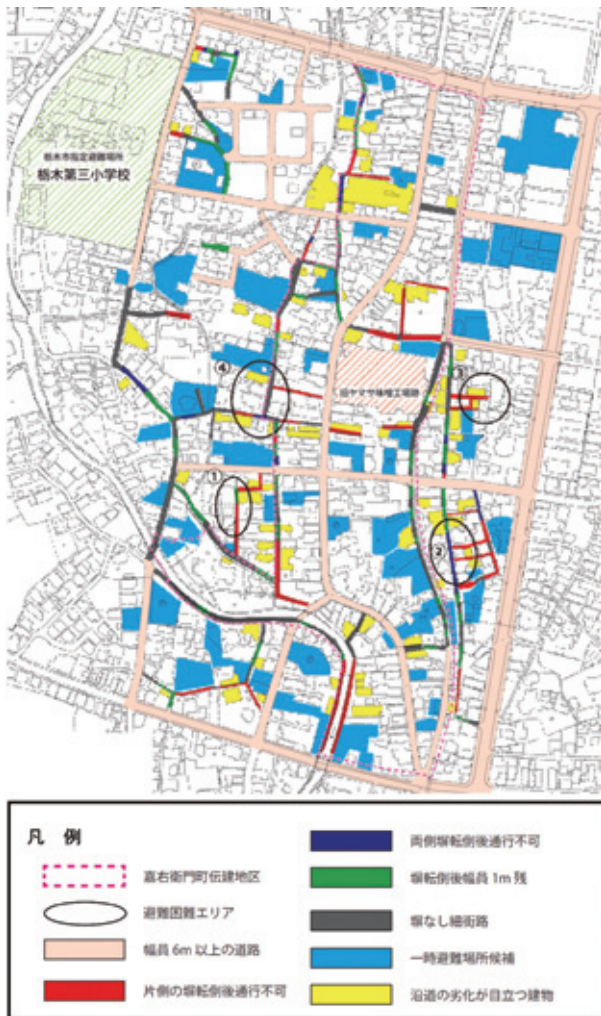 栃木市指定避難場所
栃木第三小学校
④
旧ヤマサ味噌工場跡
③
①
②
凡 例
嘉右衛門町伝建地区
避難困難エリア
幅員 6m 以上の道路
片側の塀転倒後通行不可
両側塀転倒後通行不可
塀転倒後幅員 1m 残
塀なし細街路
一時避難場所候補
沿道の劣化が目立つ建物